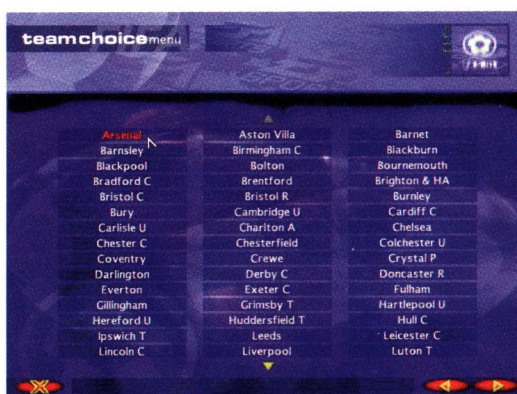 teamchoice menu
Arsenal Aston Villa Barnet
Barnsley Birmingham C Blackburn
Blackpool Bolton Bournemouth
Bradford C Brentford Brighton & HA
Bristol C Bristol R Burnley
Bury Cambridge U Cardiff C
Carlisle U Charlton A Chelsea
Chester C Chesterfield Colchester U
Coventry Crewe Crystal P
Darlington Derby C Doncaster R
Everton Exeter C Fulham
Gillingham Grimsby T Hartlepool U
Hereford U Huddersfield T Hull C
Ipswich T Leeds Leicester C
Lincoln C Liverpool Luton T